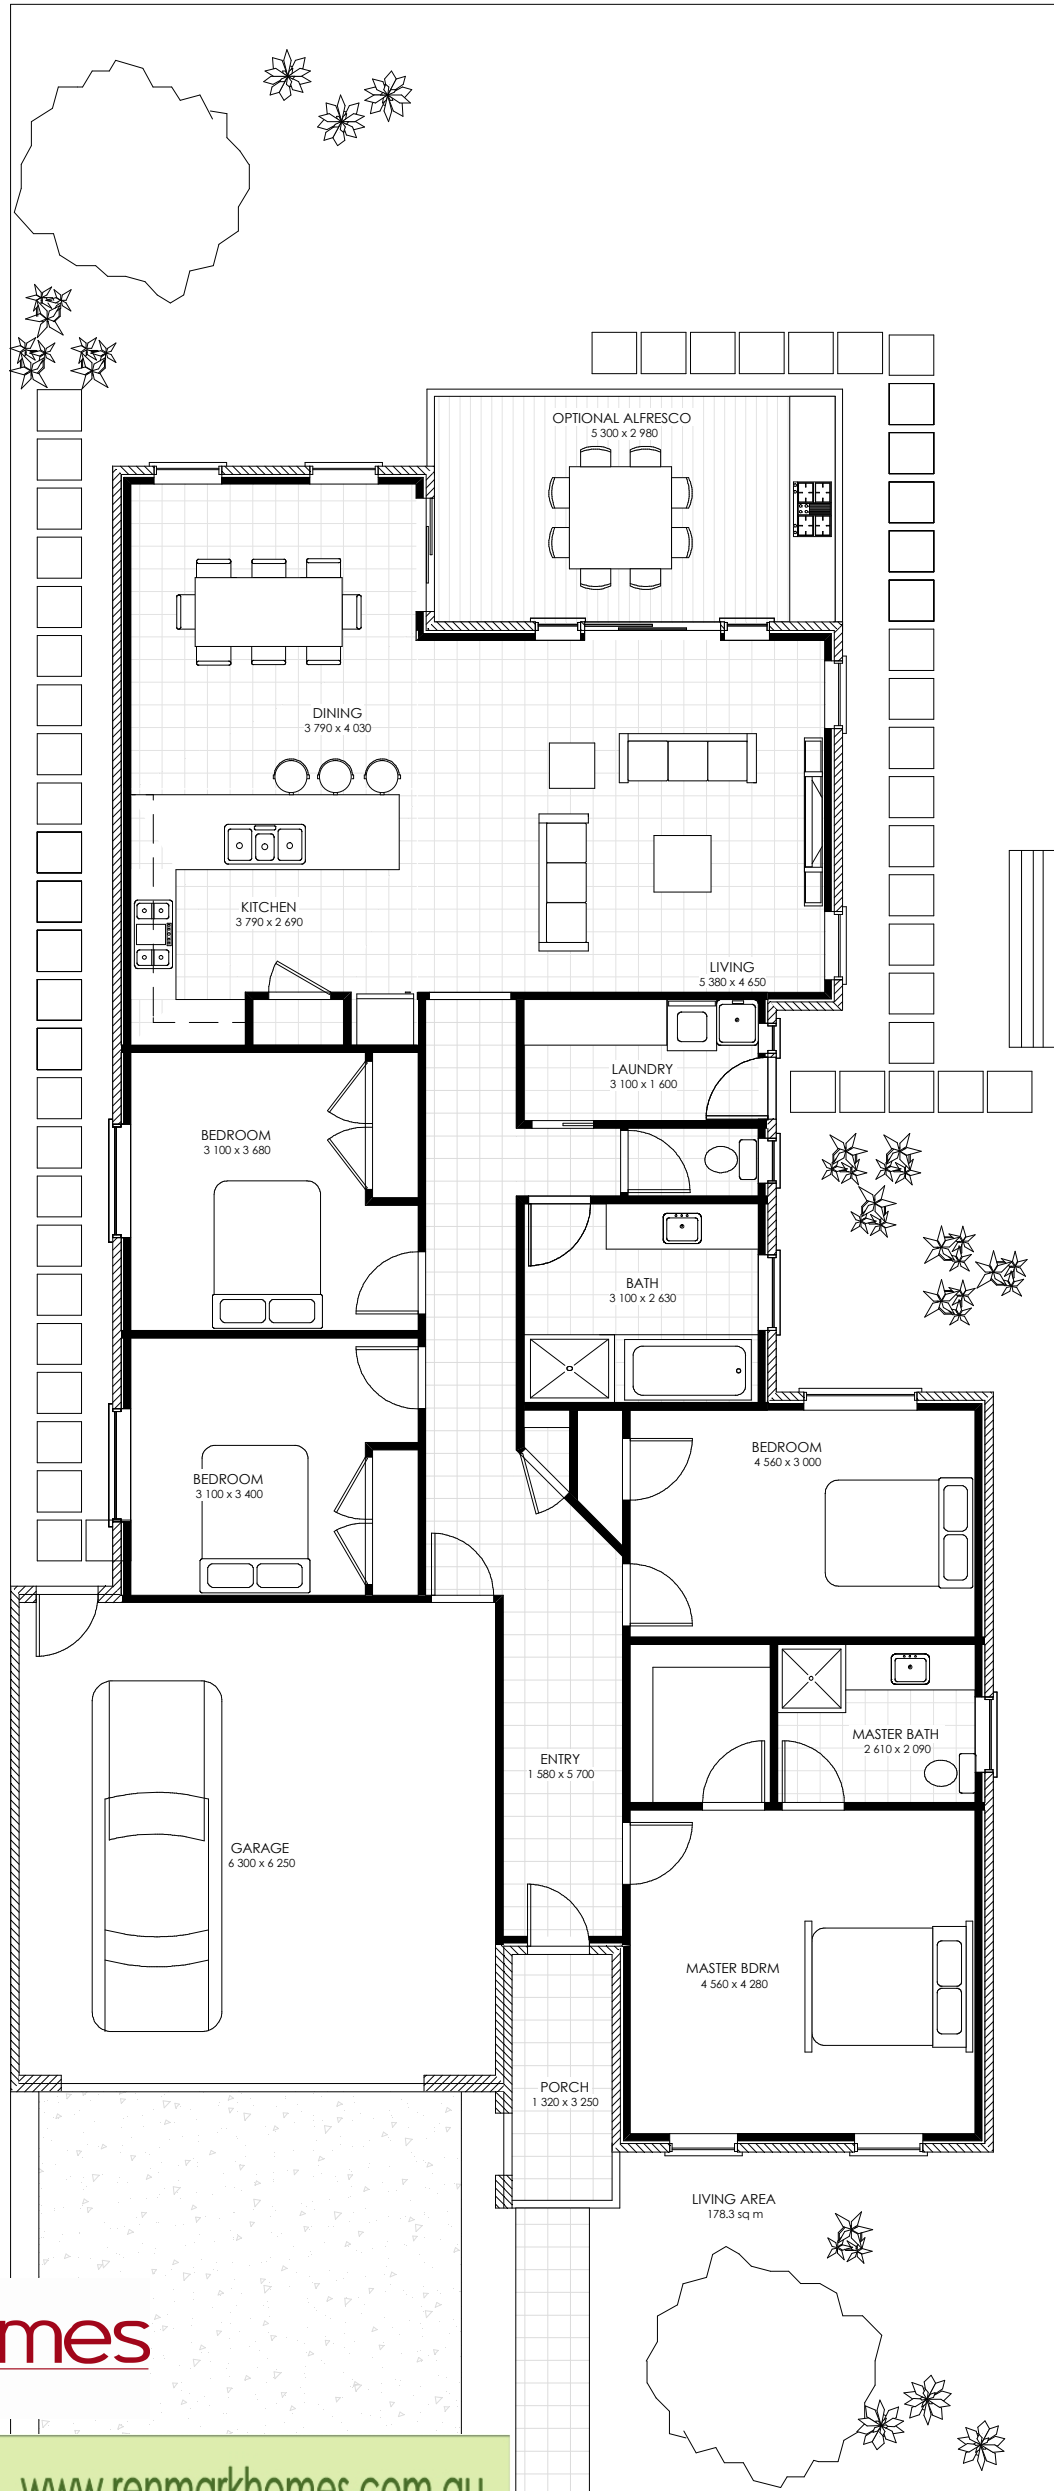 OPTIONAL ALFRESCO
5 300 x 2 980
DINING
3 790 x 4 030
KITCHEN
3 790 x 2 690
LIVING
5 380 x 4 650
LAUNDRY
3 100 x 1 600
BEDROOM
3 100 x 3 680
BATH
3 100 x 2 630
BEDROOM
4 560 x 3 000
BEDROOM
3 100 x 3 400
MASTER BATH
2 610 x 2 090
ENTRY
1 580 x 5 700
GARAGE
6 300 x 6 250
MASTER BDRM
4 560 x 4 280
PORCH
1 320 x 3 250
LIVING AREA
178.3 sq m
mes
www.renmarkhomes.com.au